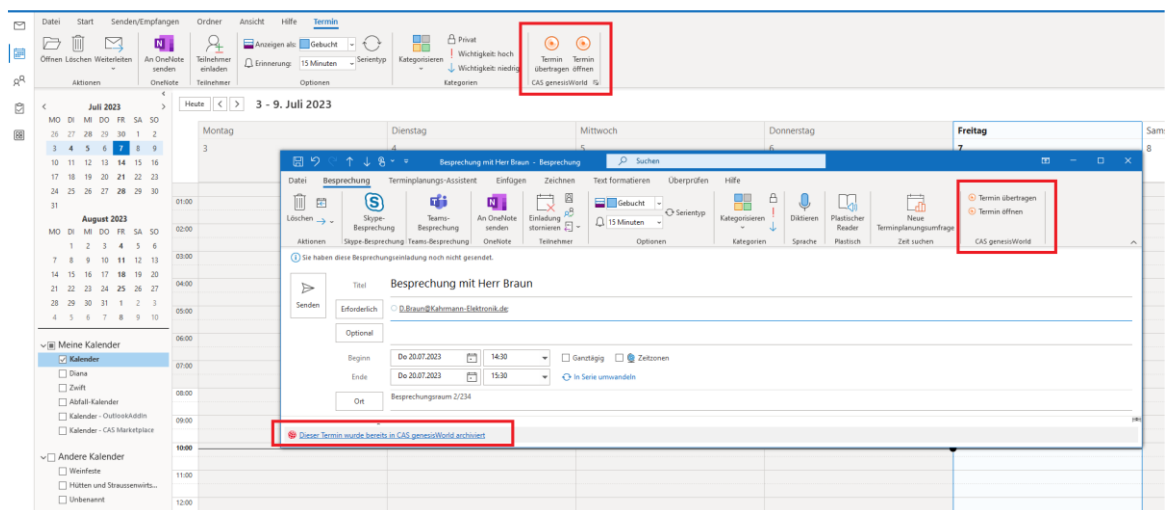 Datei Start Senden/Empfangen Ordner Ansicht Hilfe Termin
Öffnen Löschen Weiterleiten
An OneNote senden
Teilnehmer einladen
Anzeigen als: Gebucht
Erinnerung: 15 Minuten
Serientyp
Kategorisieren
Privat
Wichtigkeit: hoch
Wichtigkeit: niedrig
Termin übertragen
Termin öffnen
Aktionen OneNote Teilnehmer Optionen Kategorien CAS genesisWorld
Juli 2023
MO DI MI DO FR SA SO
26 27 28 29 30 1 2
3 4 5 6 7 8 9
10 11 12 13 14 15 16
17 18 19 20 21 22 23
24 25 26 27 28 29 30
31
August 2023
MO DI MI DO FR SA SO
1 2 3 4 5 6
7 8 9 10 11 12 13
14 15 16 17 18 19 20
21 22 23 24 25 26 27
28 29 30 31 1 2 3
4 5 6 7 8 9 10
Meine Kalender
Kalender
Diana
Zwift
Abfall-Kalender
Kalender - OutlookAddIn
Kalender - CAS Marketplace
Andere Kalender
Weinfeste
Hütten und Straussenwirts...
Unbenannt
Heute 3 - 9. Juli 2023
Montag Dienstag Mittwoch Donnerstag Freitag Sams
3 4 5 6 7 8
01:00
02:00
03:00
04:00
05:00
06:00
07:00
08:00
09:00
10:00
11:00
12:00
Besprechung mit Herr Braun - Besprechung Suchen
Datei Besprechung Terminplanungs-Assistent Einfügen Zeichnen Text formatieren Überprüfen Hilfe
Löschen
Skype-Besprechung
Teams-Besprechung
An OneNote senden
Einladung stornieren
Gebucht
15 Minuten
Serientyp
Kategorisieren
Diktieren
Plastischer Reader
Neue Terminplanungsumfrage
Termin übertragen
Termin öffnen
Aktionen Skype-Besprechung Teams-Besprechung OneNote Teilnehmer Optionen Kategorien Sprache Plastisch Zeit suchen CAS genesisWorld
Sie haben diese Besprechungseinladung noch nicht gesendet.
Senden
Titel Besprechung mit Herr Braun
Erforderlich D.Braun@Kahrmann-Elektronik.de;
Optional
Beginn Do 20.07.2023 14:30 Ganztägig Zeitzonen
Ende Do 20.07.2023 15:30 In Serie umwandeln
Ort Besprechungsraum 2/234
Dieser Termin wurde bereits in CAS genesisWorld archiviert